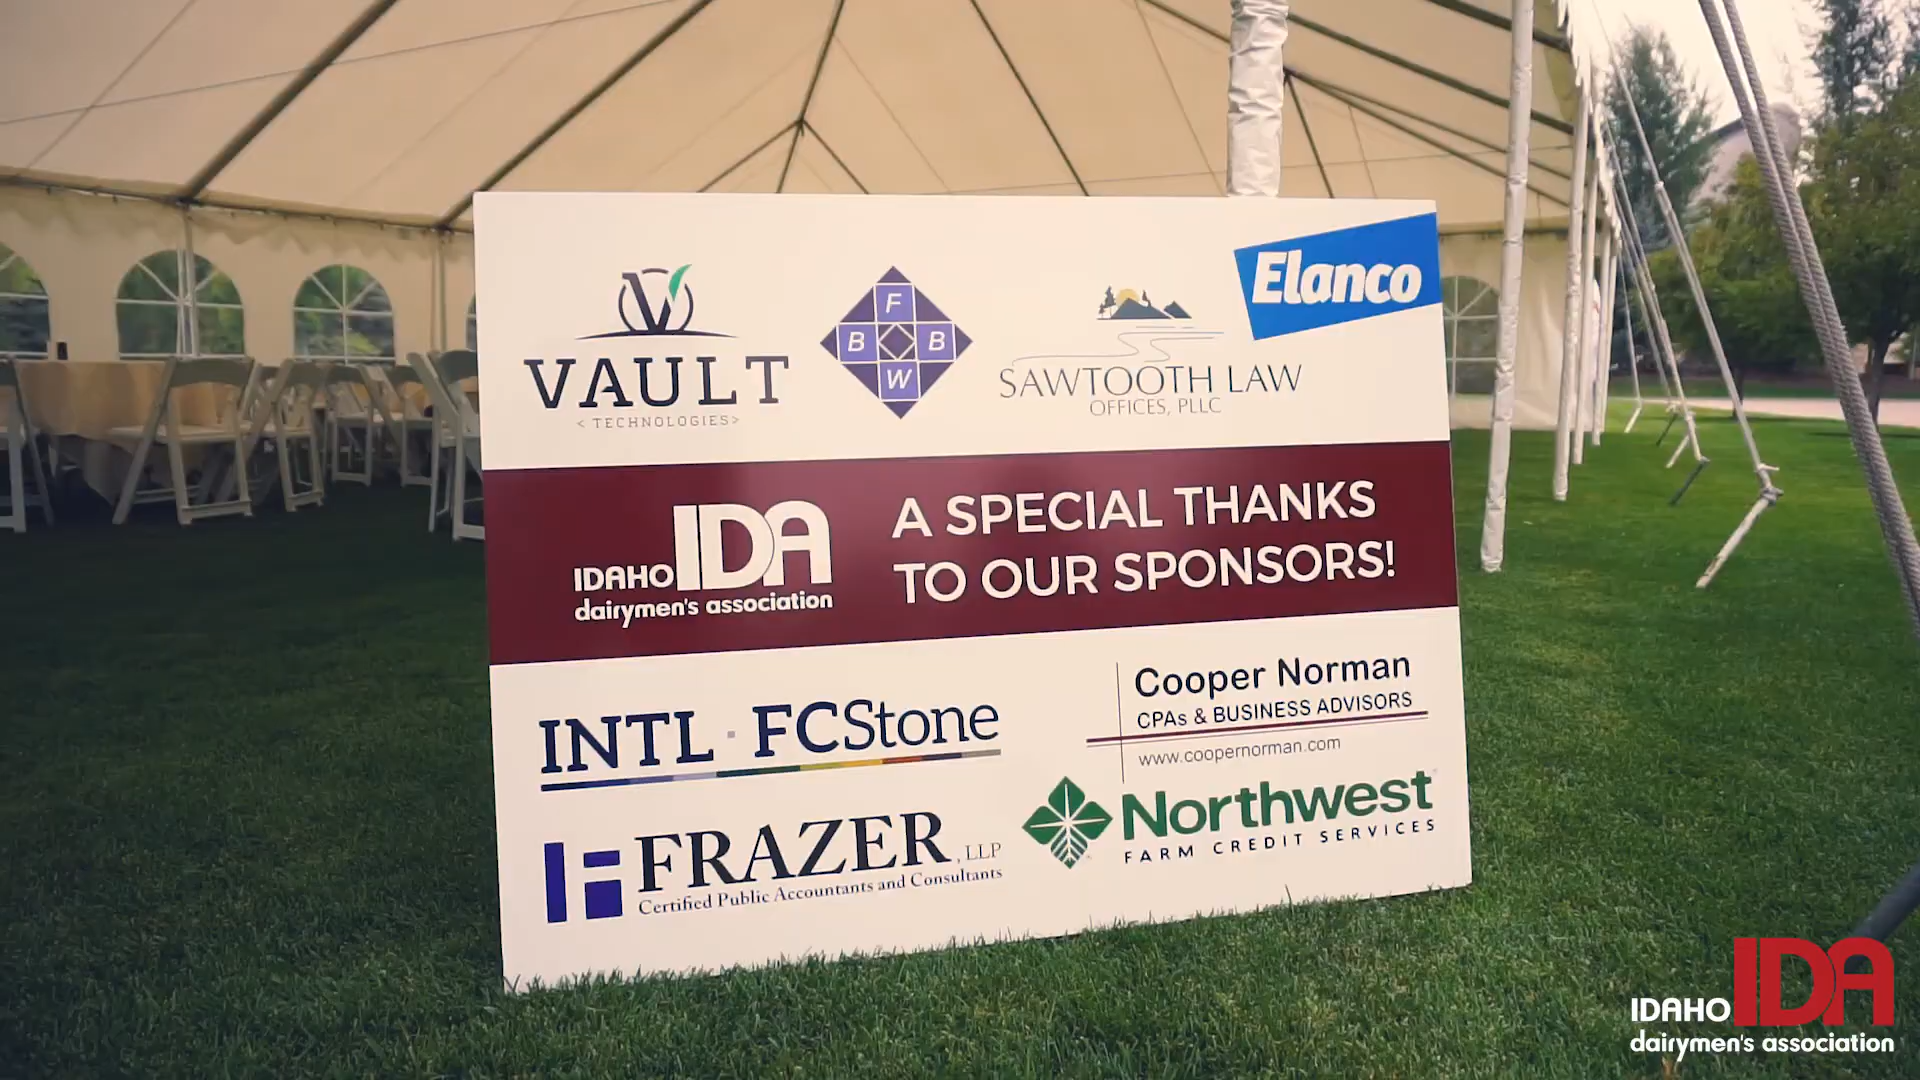 VAULT
< TECHNOLOGIES>
F
B B
W
SAWTOOTH LAW
OFFICES, PLLC
Elanco
IDAHO IDA
dairymen's association
A SPECIAL THANKS
TO OUR SPONSORS!
INTL FCStone
Cooper Norman
CPAs & BUSINESS ADVISORS
www.coopernorman.com
FRAZER, LLP
Certified Public Accountants and Consultants
Northwest
FARM CREDIT SERVICES
IDAHO IDA
dairymen's association